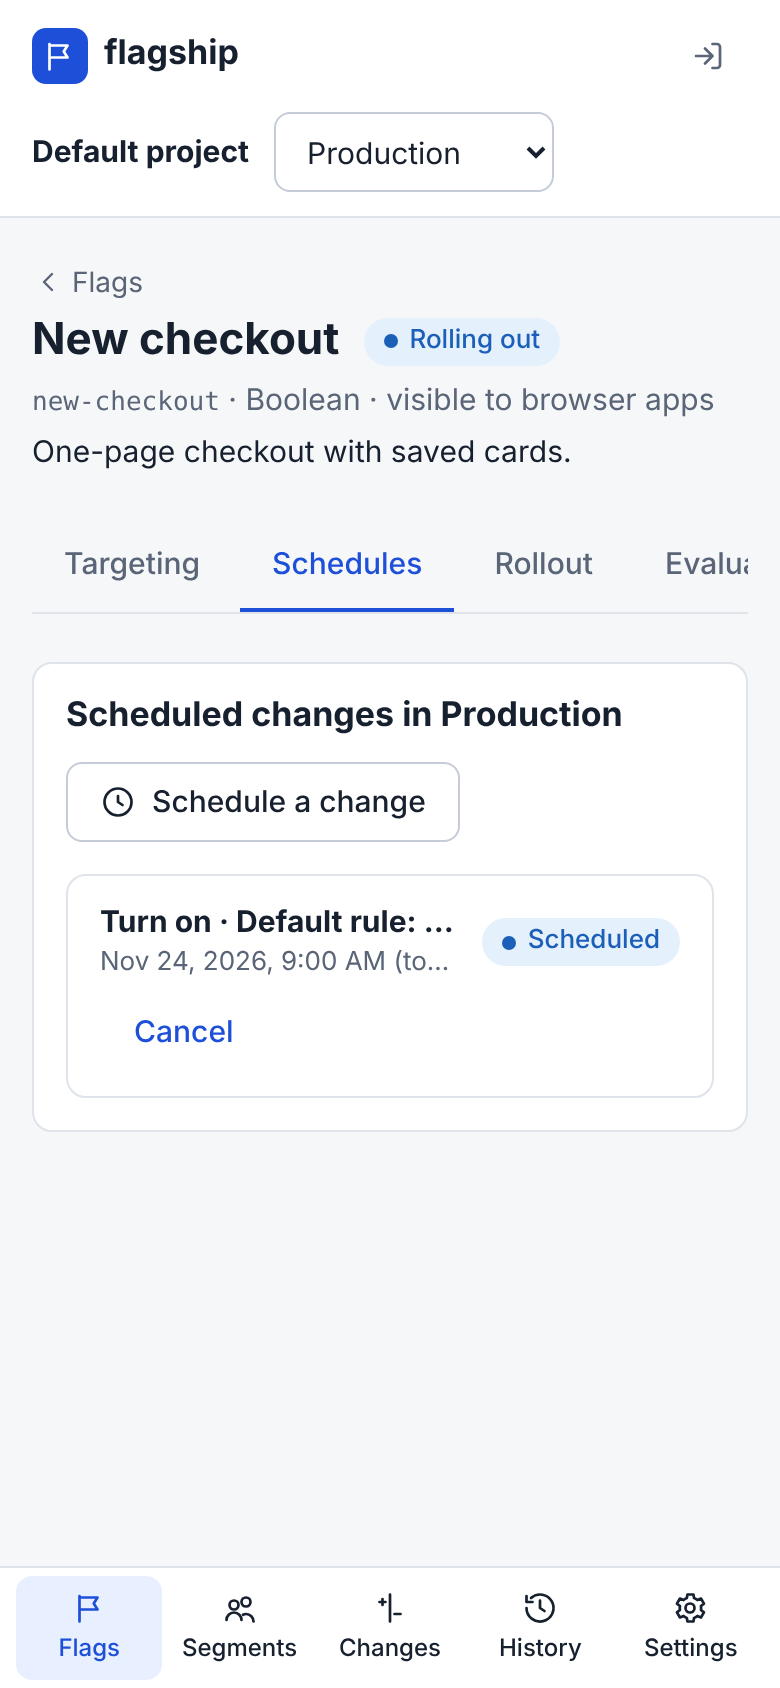 flagship
Default project Production
Flags
New checkout Rolling out
new-checkout · Boolean · visible to browser apps
One-page checkout with saved cards.
Targeting Schedules Rollout Evalua
Scheduled changes in Production
Schedule a change
Turn on · Default rule: ...
Scheduled
Nov 24, 2026, 9:00 AM (to...
Cancel
Flags Segments Changes History Settings